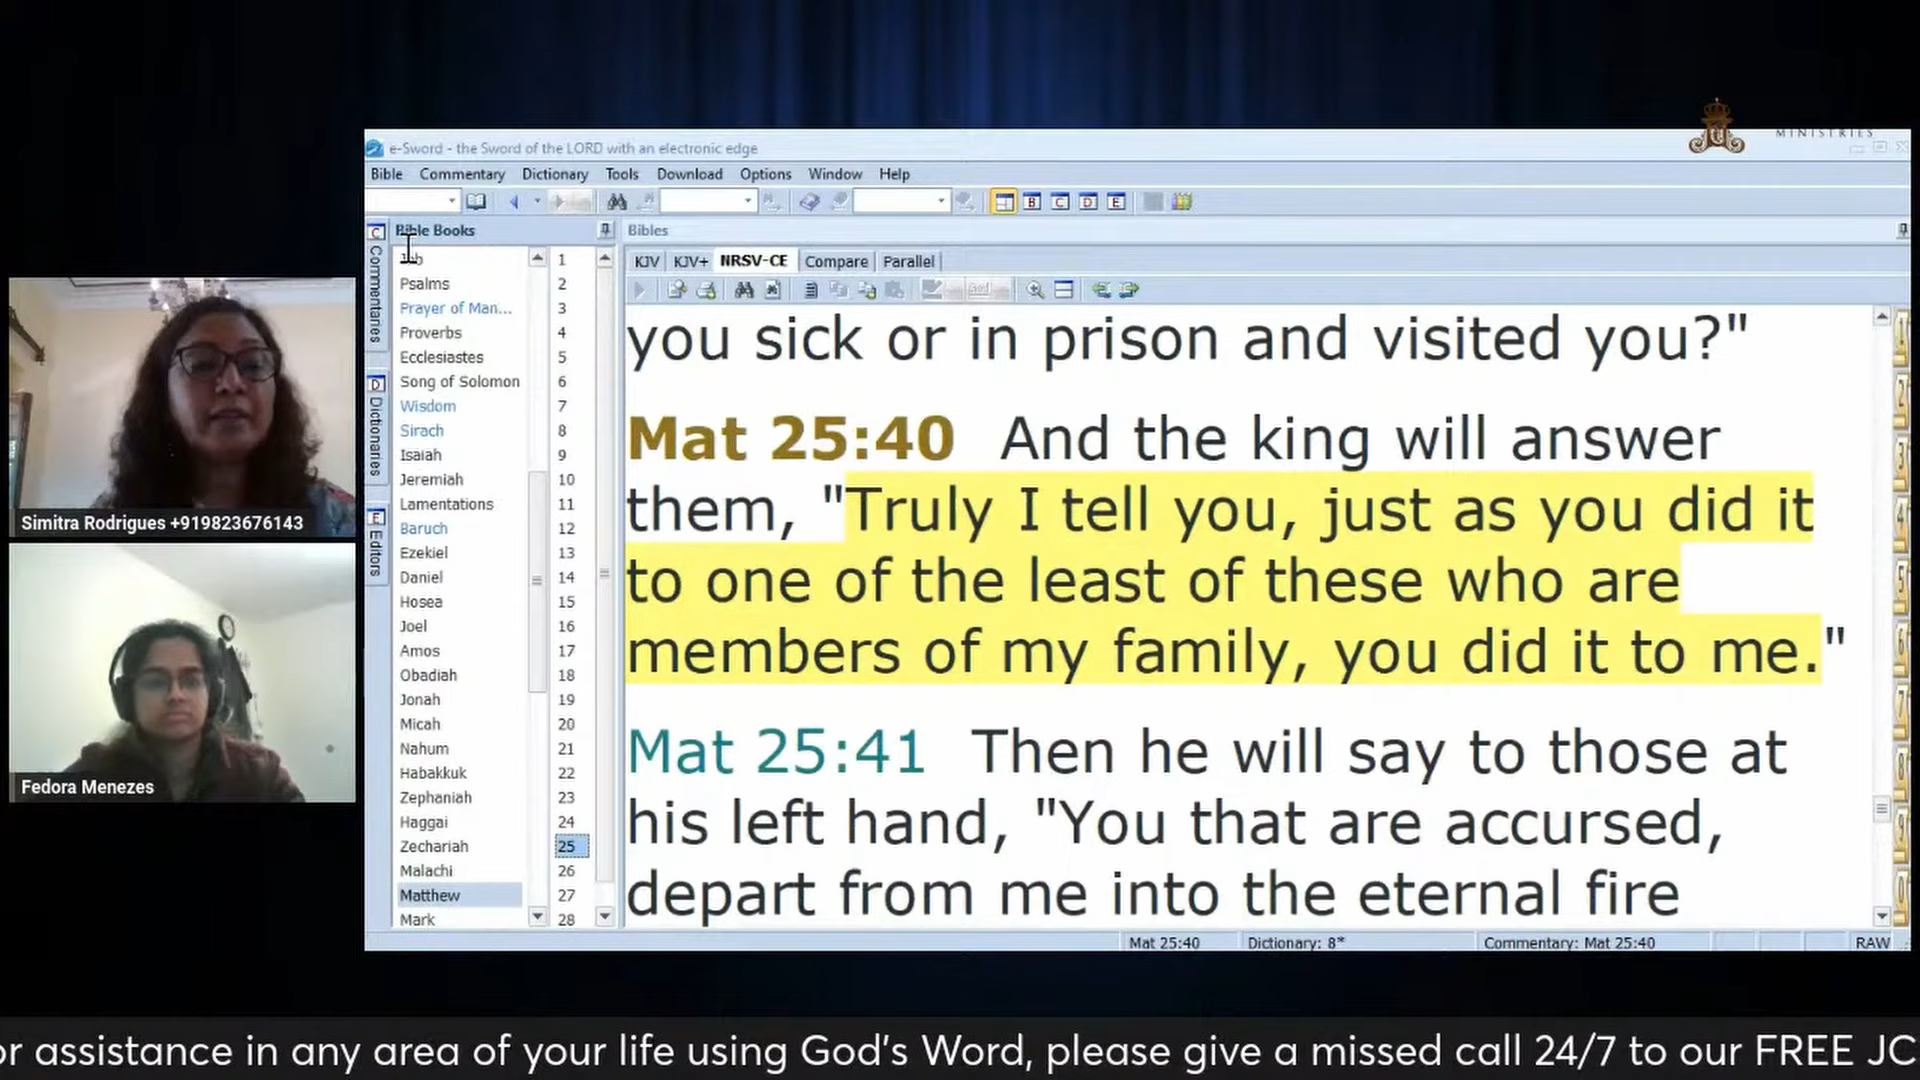 MINISTRIES
e-Sword - the Sword of the LORD with an electronic edge
Bible Commentary Dictionary Tools Download Options Window Help
B C D E
Bible Books
Bibles
C Commentaries
D Dictionaries
E Editors
KJV KJV+ NRSV-CE Compare Parallel
Psalms
Prayer of Man...
Proverbs
Ecclesiastes
Song of Solomon
Wisdom
Sirach
Isaiah
Jeremiah
Lamentations
Baruch
Ezekiel
Daniel
Hosea
Joel
Amos
Obadiah
Jonah
Micah
Nahum
Habakkuk
Zephaniah
Haggai
Zechariah
Malachi
Matthew
Mark
1
2
3
4
5
6
7
8
9
10
11
12
13
14
15
16
17
18
19
20
21
22
23
24
25
26
27
28
you sick or in prison and visited you?"
Mat 25:40 And the king will answer
them, "Truly I tell you, just as you did it
to one of the least of these who are
members of my family, you did it to me."
Mat 25:41 Then he will say to those at
his left hand, "You that are accursed,
depart from me into the eternal fire
Mat 25:40 Dictionary: 8* Commentary: Mat 25:40 RAW
Simitra Rodrigues +919823676143
Fedora Menezes
or assistance in any area of your life using God's Word, please give a missed call 24/7 to our FREE JC